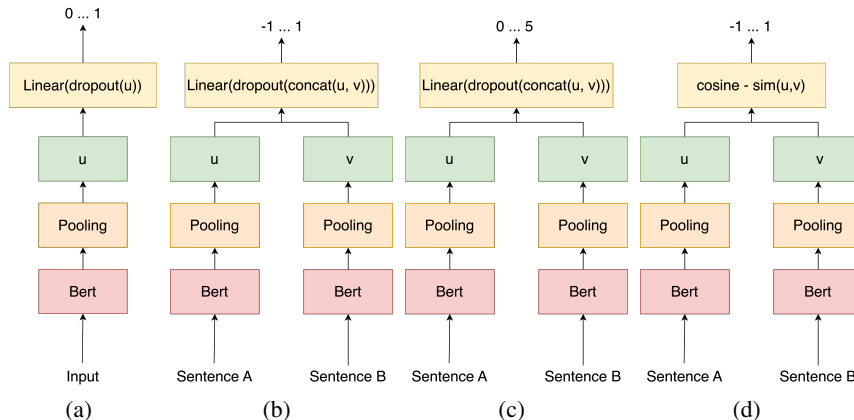 0 ... 1
-1 ... 1
0 ... 5
-1 ... 1
Linear(dropout(u))
Linear(dropout(concat(u, v)))
Linear(dropout(concat(u, v)))
cosine - sim(u,v)
u
u
v
u
v
u
v
Pooling
Pooling
Pooling
Pooling
Pooling
Pooling
Pooling
Bert
Bert
Bert
Bert
Bert
Bert
Bert
Input
Sentence A
Sentence B
Sentence A
Sentence B
Sentence A
Sentence B
(a)
(b)
(c)
(d)